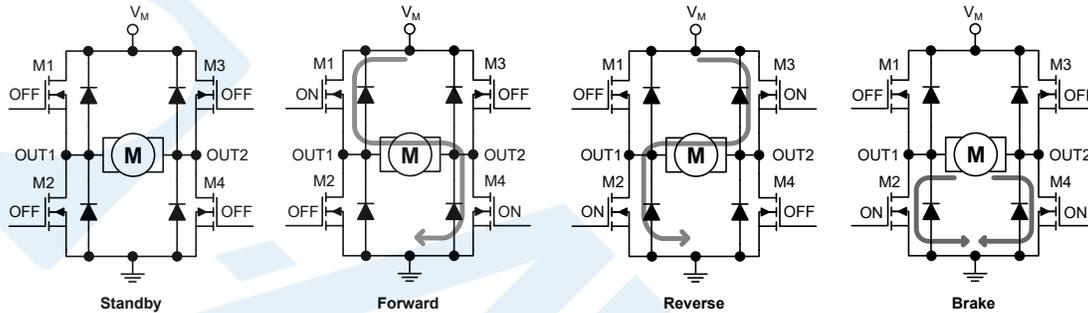 VM
M1
M3
OFF
OFF
OUT1
M
OUT2
M2
M4
OFF
OFF
Standby
VM
M1
M3
ON
OFF
OUT1
M
OUT2
M2
M4
OFF
ON
Forward
VM
M1
M3
OFF
ON
OUT1
M
OUT2
M2
M4
ON
OFF
Reverse
VM
M1
M3
OFF
OUT1
M
OUT2
M2
M4
ON
ON
Brake